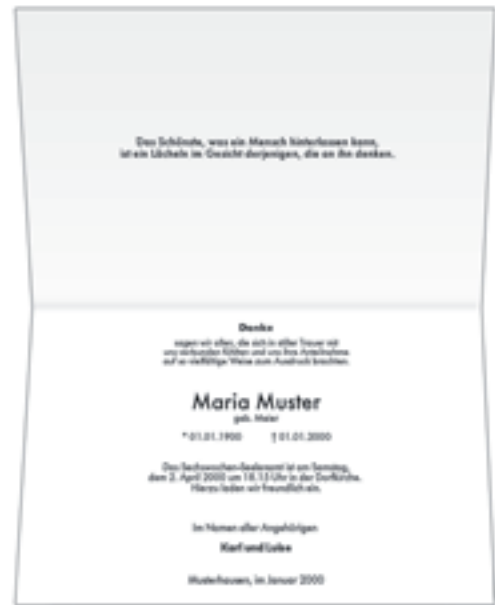 Das Schönste, was ein Mensch hinterlassen kann,
ist ein Lächeln im Gesicht derjenigen, die an ihn denken.
Danke
sagen wir allen, die sich in stiller Trauer mit
uns verbunden fühlten und uns ihre Anteilnahme
auf so vielfältige Weise zum Ausdruck brachten.
Maria Muster
geb. Maier
* 01.01.1900 † 01.01.2000
Das Sechswochen-Seelenamt ist am Samstag,
dem 2. April 2000 um 18.15 Uhr in der Dorfkirche.
Hierzu laden wir freundlich ein.
Im Namen aller Angehörigen
Karl und
Musterhausen, im Januar 2000